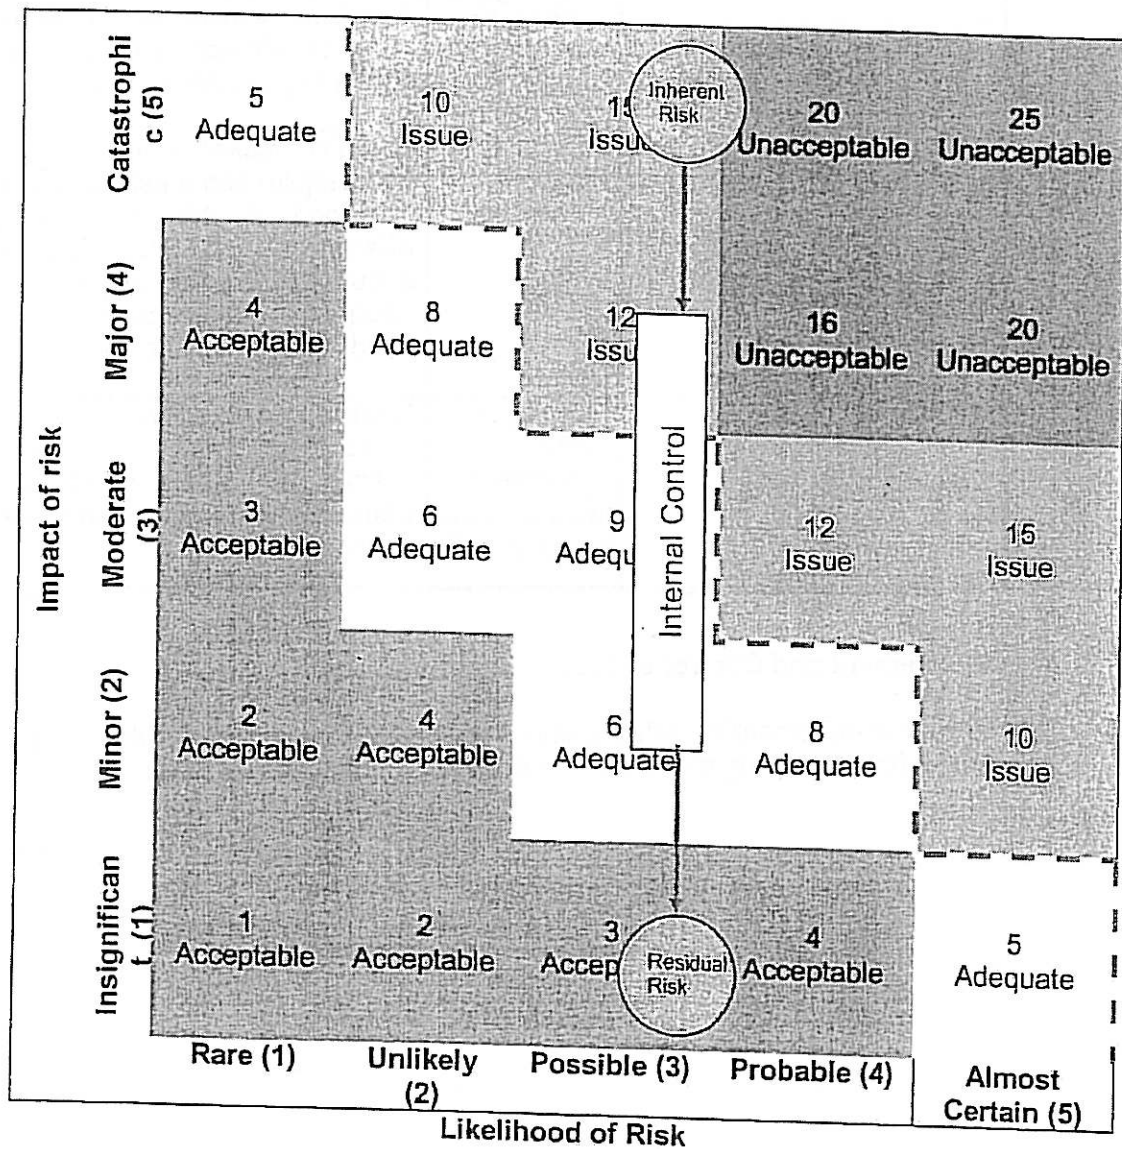 Impact of risk
Catastrophi
c (5)
5
Adequate
10
Issue
15
Issue
Inherent
Risk
20
Unacceptable
25
Unacceptable
Major (4)
4
Acceptable
8
Adequate
12
Issue
16
Unacceptable
20
Unacceptable
Moderate
(3)
3
Acceptable
6
Adequate
9
Adequ
Internal Control
12
Issue
15
Issue
Minor (2)
2
Acceptable
4
Acceptable
6
Adequate
8
Adequate
10
Issue
Insignifican
t (1)
1
Acceptable
2
Acceptable
3
Accep
Residual
Risk
4
Acceptable
5
Adequate
Rare (1)
Unlikely
(2)
Possible (3)
Probable (4)
Almost
Certain (5)
Likelihood of Risk